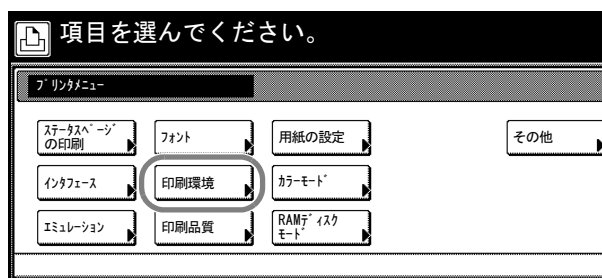 項目を選んでください。
ﾌﾟﾘﾝﾀﾒﾆｭｰ
ｽﾃｰﾀｽﾍﾟｰｼﾞ
の印刷
ﾌｫﾝﾄ
用紙の設定
その他
ｲﾝﾀﾌｪｰｽ
印刷環境
ｶﾗｰﾓｰﾄﾞ
ｴﾐｭﾚｰｼｮﾝ
印刷品質
RAMﾃﾞｨｽｸ
ﾓｰﾄﾞ